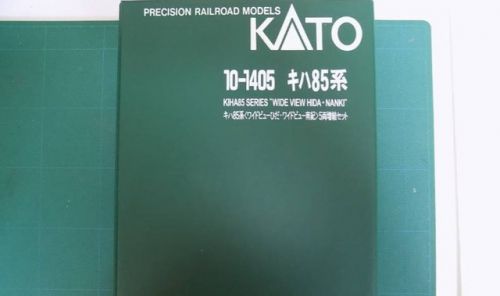 PRECISION RAILROAD MODELS
KATO
10-1405 キハ85系
KIHA85 SERIES "WIDE VIEW HIDA・NANKI"
キハ85系〈ワイドビューひだ・ワイドビュー南紀〉5両増結セット